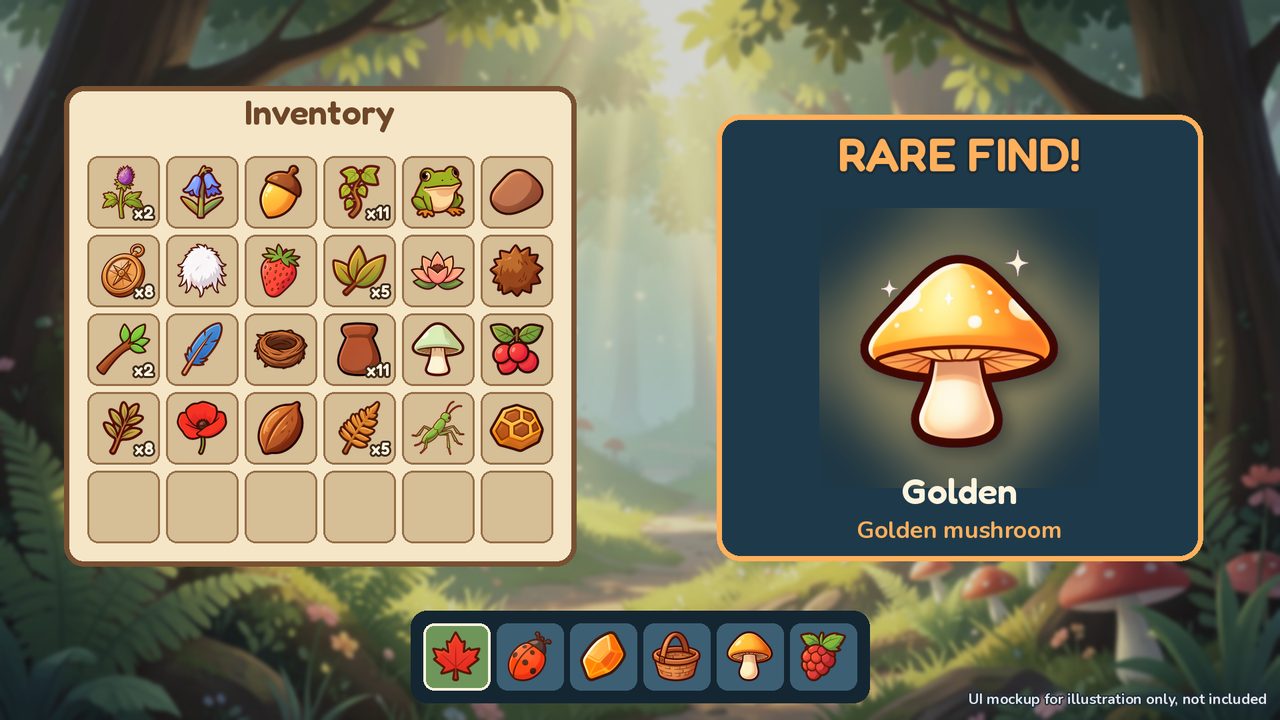 Inventory
x2
x11
x8
x5
x2
x11
x8
x5
RARE FIND!
Golden
Golden mushroom
UI mockup for illustration only, not included